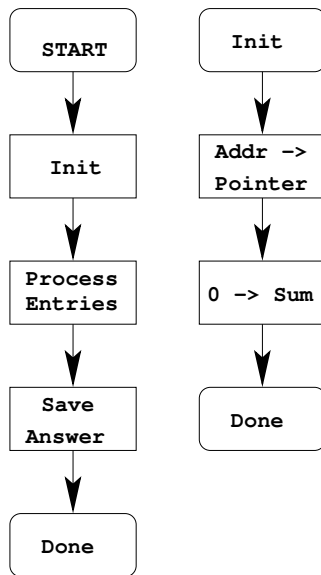 START
Init
Process
Entries
Save
Answer
Done
Init
Addr ->
Pointer
0 -> Sum
Done